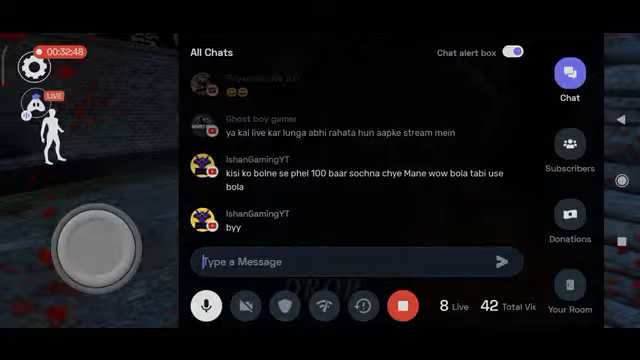 00:32:48
All Chats
Chat alert box
Chat
LIVE
Ghost boy gamer
ya kal live kar lunga abhi rahata hun aapke stream mein
IshanGamingYT
kisi ko bolne se phel 100 baar sochna chye Mane wow bola tabi use
bola
Subscribers
IshanGamingYT
byy
Donations
Type a Message
DROP
8 Live
42 Total Vie
Your Room